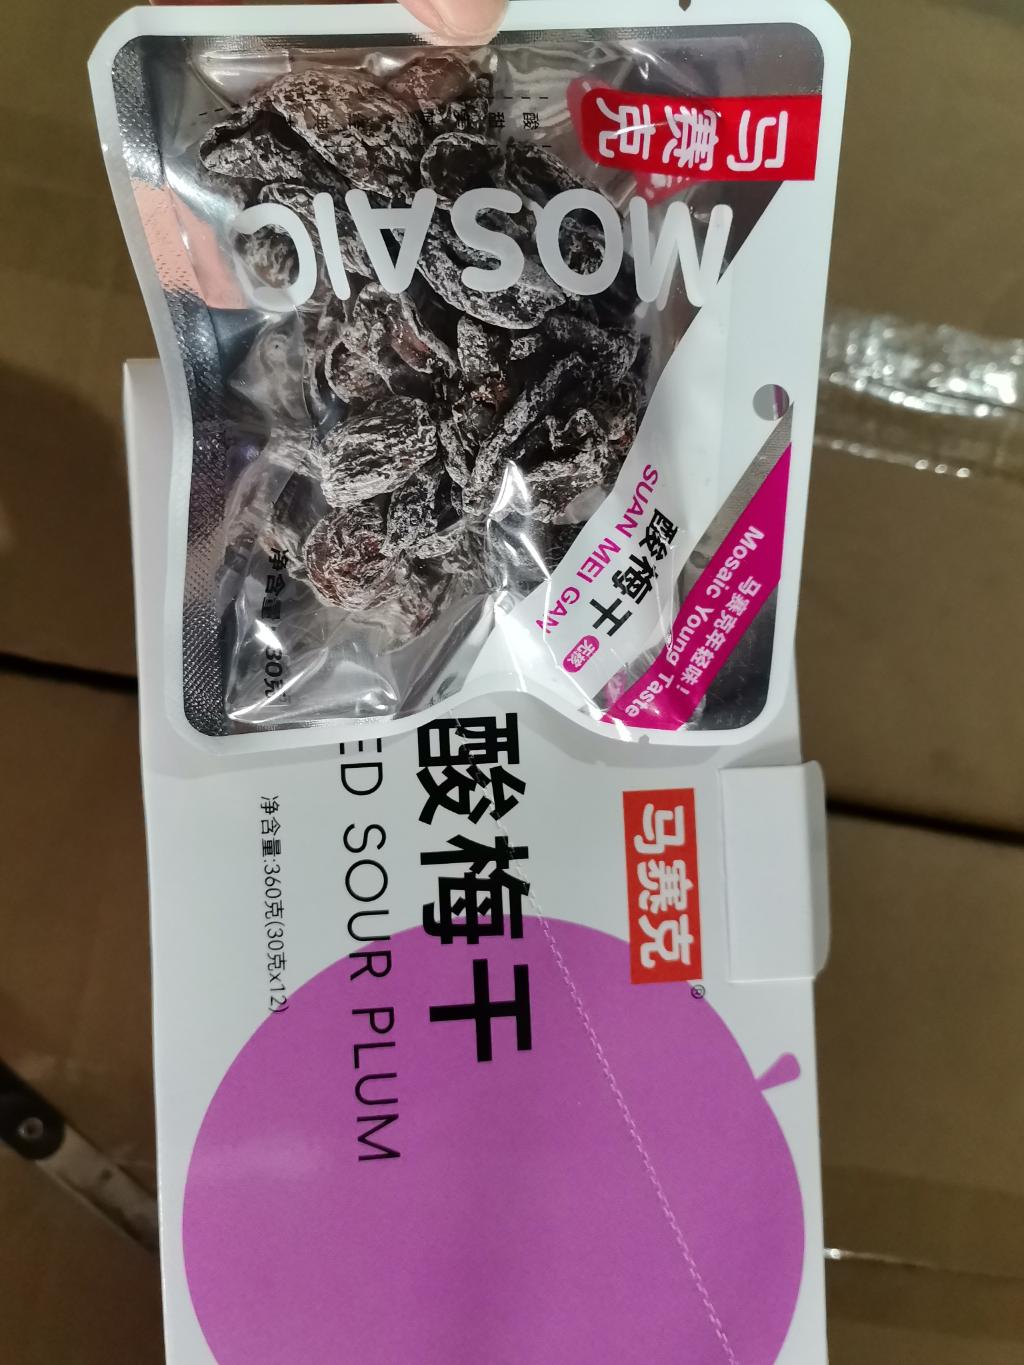 马赛克
MOSAIC
酸梅干
SUAN MEI GAN
无核
马赛克年轻味!
Mosaic Young Taste
净含量:30克
马赛克®
酸梅干
ED SOUR PLUM
净含量:360克(30克x12)